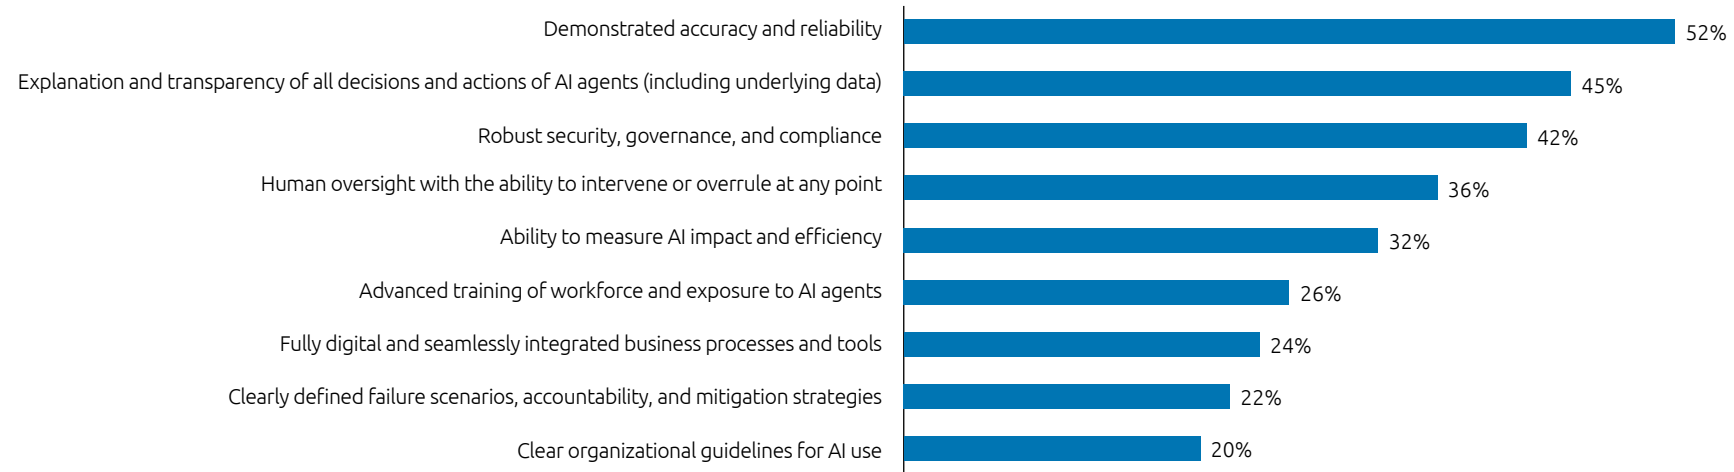 Demonstrated accuracy and reliability 52%
Explanation and transparency of all decisions and actions of AI agents (including underlying data) 45%
Robust security, governance, and compliance 42%
Human oversight with the ability to intervene or overrule at any point 36%
Ability to measure AI impact and efficiency 32%
Advanced training of workforce and exposure to AI agents 26%
Fully digital and seamlessly integrated business processes and tools 24%
Clearly defined failure scenarios, accountability, and mitigation strategies 22%
Clear organizational guidelines for AI use 20%